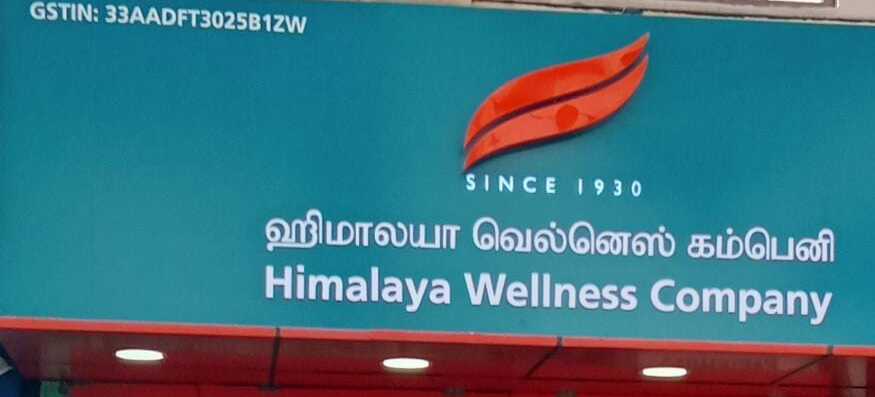 GSTIN: 33AADFT3025B1ZW
SINCE 1930
ஹிமாலயா வெல்னெஸ் கம்பெனி
Himalaya Wellness Company